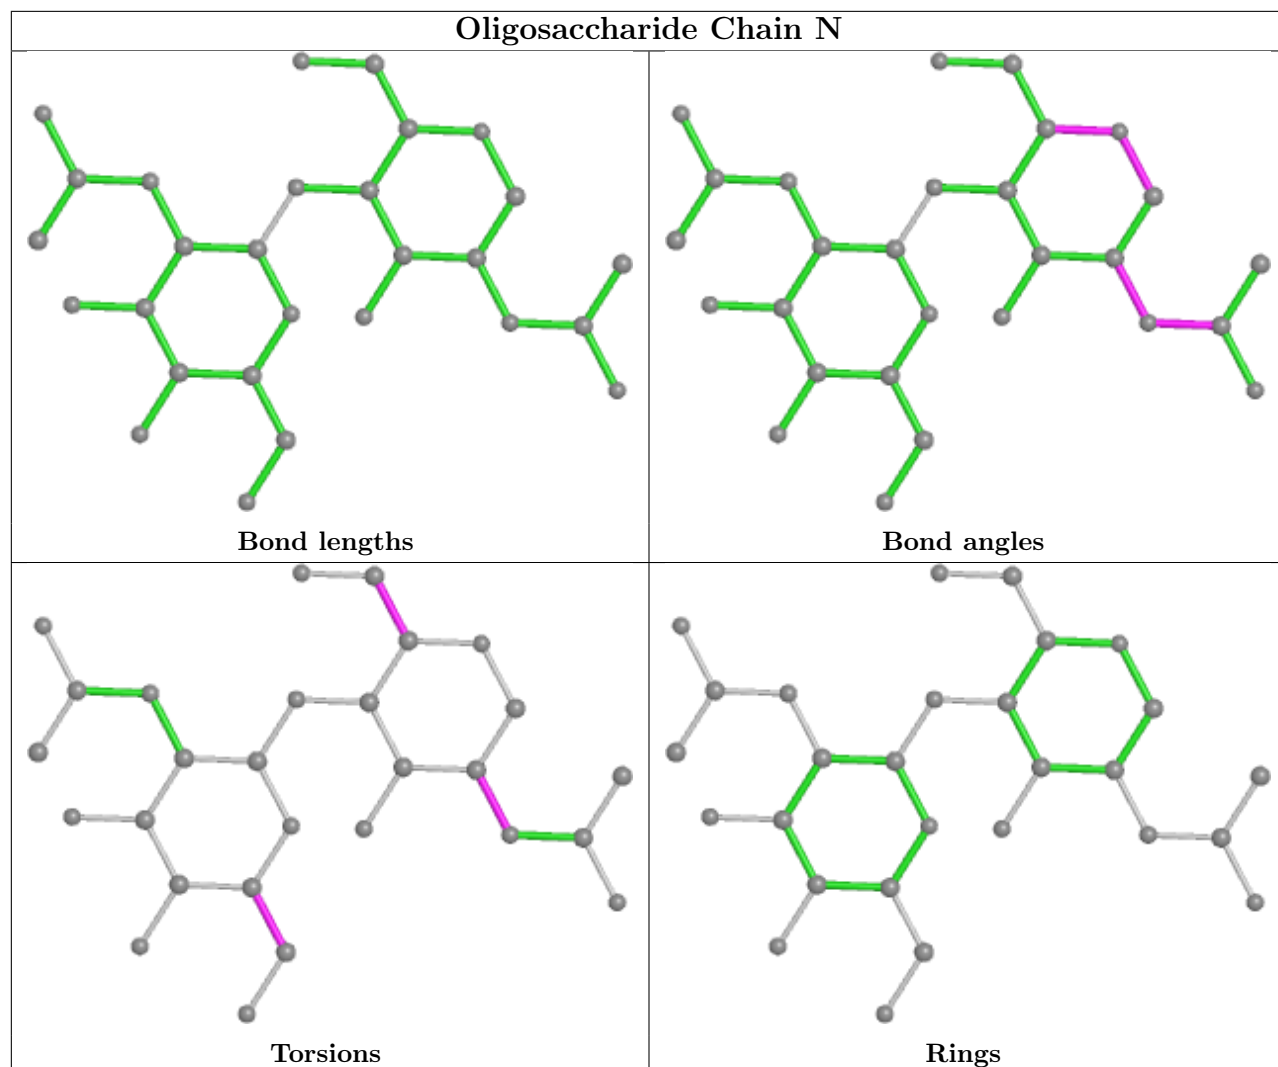 Oligosaccharide Chain N
Bond lengths
Bond angles
Torsions
Rings